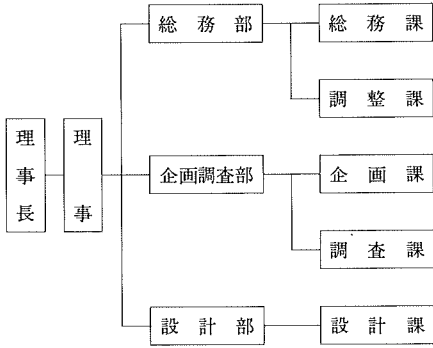 理事長
理事
総務部
総務課
調整課
企画調査部
企画課
調査課
設計部
設計課